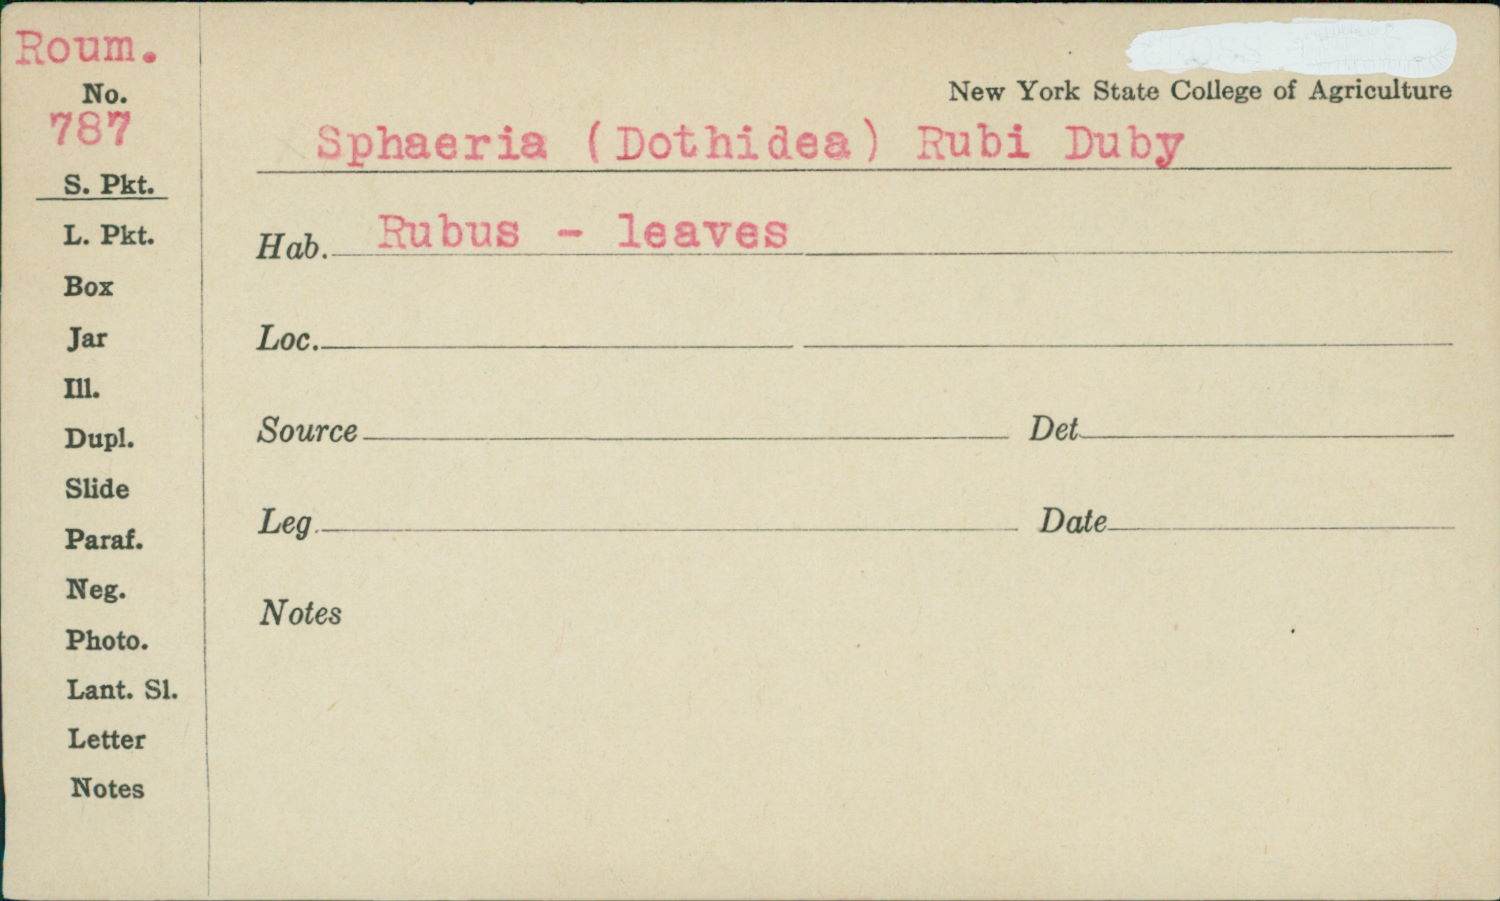 Roum.
No.
787
S. Pkt.
L. Pkt.
Box
Jar
Ill.
Dupl.
Slide
Paraf.
Neg.
Photo.
Lant. Sl.
Letter
Notes
New York State College of Agriculture
Sphaeria (Dothidea) Rubi Duby
Hab. Rubus - leaves
Loc.
Source Det.
Leg. Date
Notes